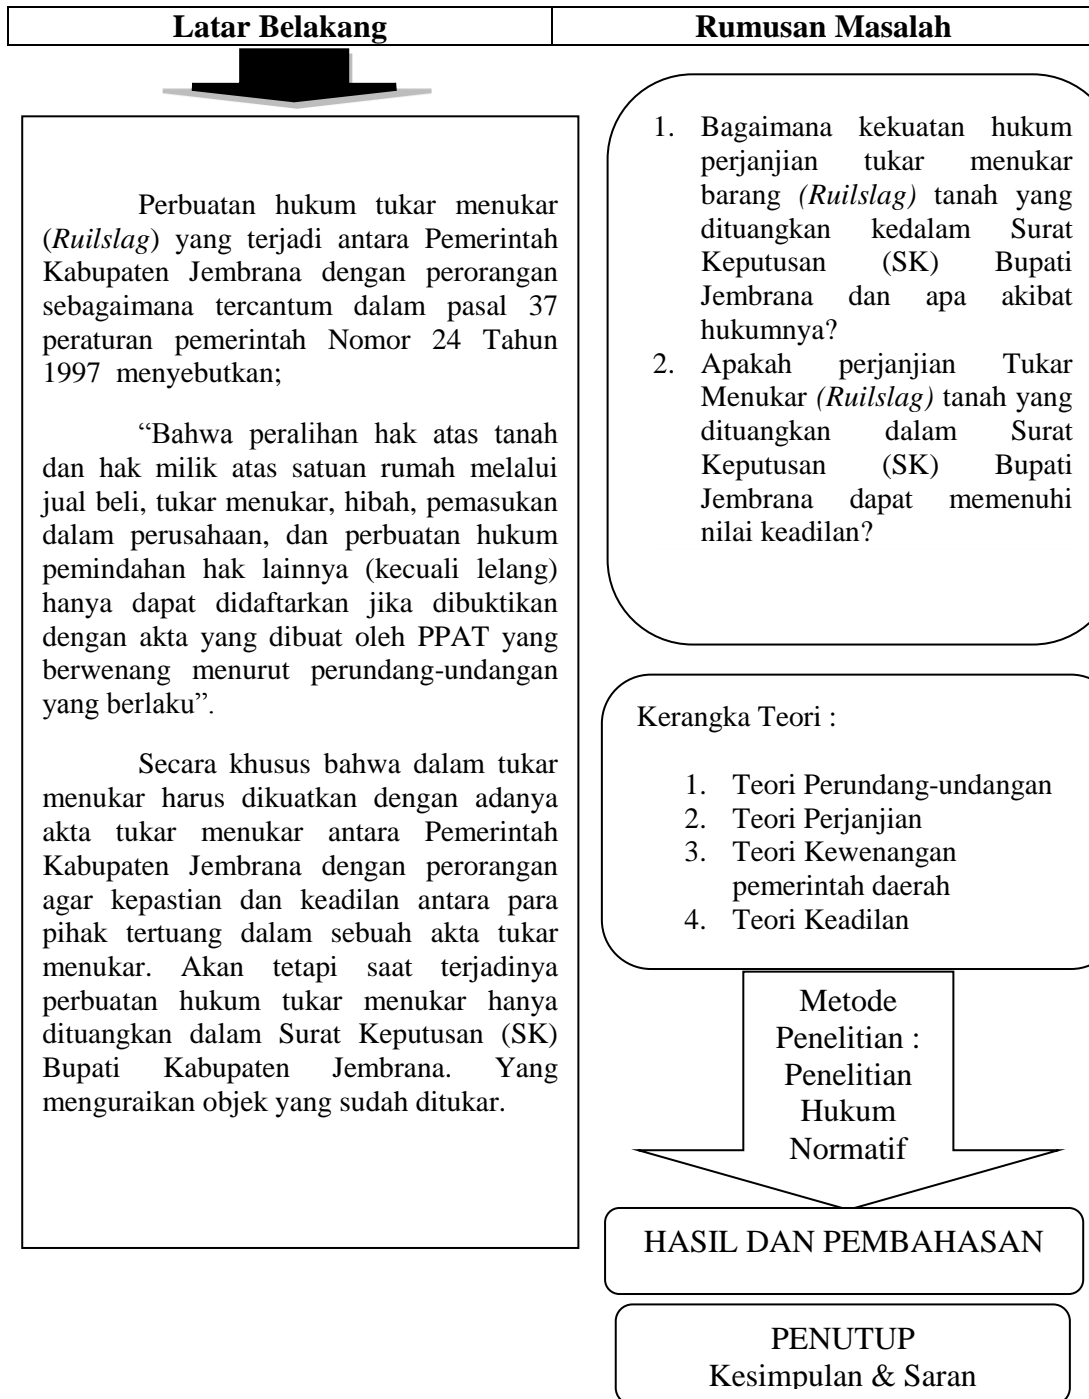 Latar Belakang
Rumusan Masalah
Perbuatan hukum tukar menukar
(Ruilslag) yang terjadi antara Pemerintah
Kabupaten Jembrana dengan perorangan
sebagaimana tercantum dalam pasal 37
peraturan pemerintah Nomor 24 Tahun
1997 menyebutkan;
“Bahwa peralihan hak atas tanah
dan hak milik atas satuan rumah melalui
jual beli, tukar menukar, hibah, pemasukan
dalam perusahaan, dan perbuatan hukum
pemindahan hak lainnya (kecuali lelang)
hanya dapat didaftarkan jika dibuktikan
dengan akta yang dibuat oleh PPAT yang
berwenang menurut perundang-undangan
yang berlaku”.
Secara khusus bahwa dalam tukar
menukar harus dikuatkan dengan adanya
akta tukar menukar antara Pemerintah
Kabupaten Jembrana dengan perorangan
agar kepastian dan keadilan antara para
pihak tertuang dalam sebuah akta tukar
menukar. Akan tetapi saat terjadinya
perbuatan hukum tukar menukar hanya
dituangkan dalam Surat Keputusan (SK)
Bupati Kabupaten Jembrana. Yang
menguraikan objek yang sudah ditukar.
1. Bagaimana kekuatan hukum
perjanjian tukar menukar
barang (Ruilslag) tanah yang
dituangkan kedalam Surat
Keputusan (SK) Bupati
Jembrana dan apa akibat
hukumnya?
2. Apakah perjanjian Tukar
Menukar (Ruilslag) tanah yang
dituangkan dalam Surat
Keputusan (SK) Bupati
Jembrana dapat memenuhi
nilai keadilan?
Kerangka Teori :
1. Teori Perundang-undangan
2. Teori Perjanjian
3. Teori Kewenangan
pemerintah daerah
4. Teori Keadilan
Metode
Penelitian :
Penelitian
Hukum
Normatif
HASIL DAN PEMBAHASAN
PENUTUP
Kesimpulan & Saran